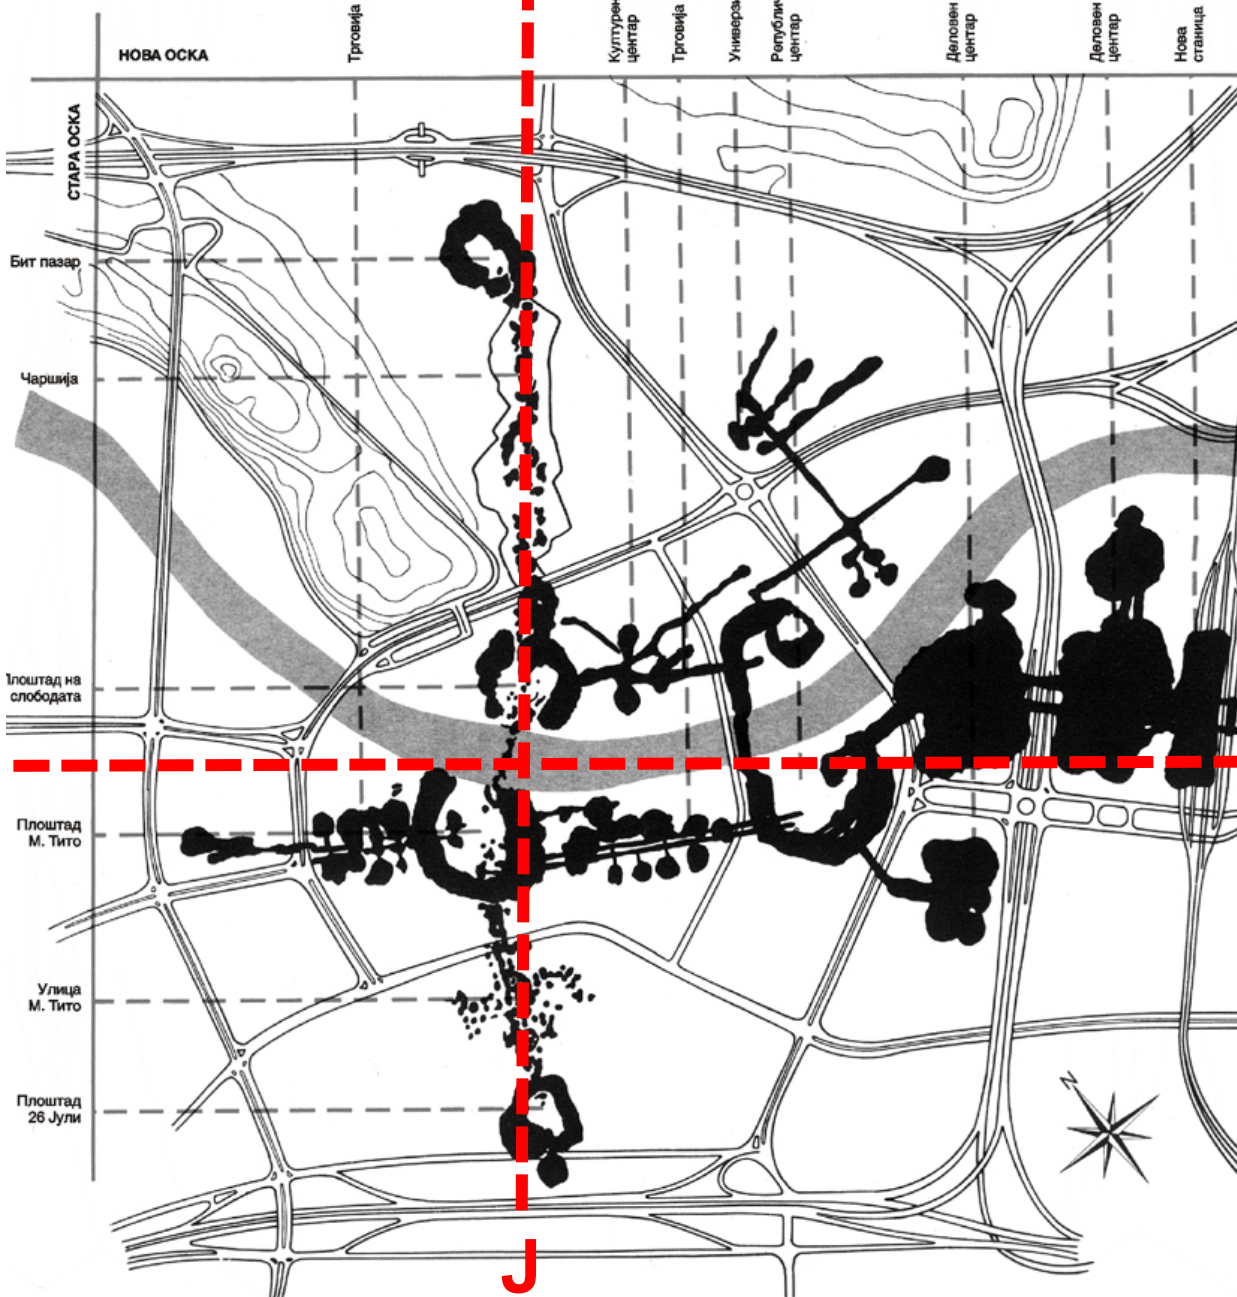 НОВА ОСКА
Трговија
Културен
центар
Трговија
центар
Деловен
центар
Деловен
центар
Нова
станица
СТАРА ОСКА
Бит пазар
Чаршија
Плоштад на
слободата
Плоштад
М. Тито
Улица
М. Тито
Плоштад
26 Јули
N
J